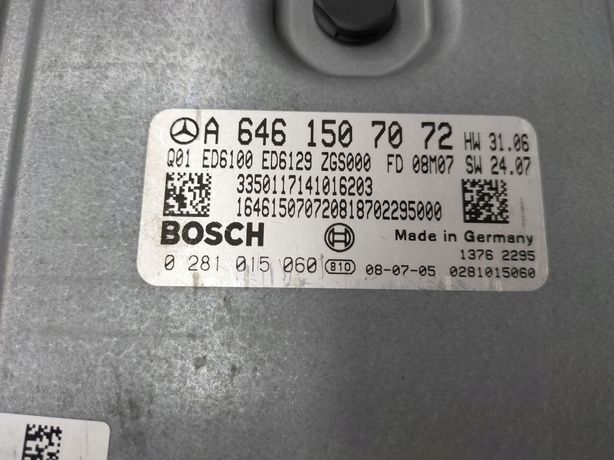 A 646 150 70 72 HW 31.06
Q01 ED6100 ED6129 ZGS000 FD 08M07 SW 24.07
3350117141016203
164615070720818702295000
BOSCH Made in Germany
1376 2295
0 281 015 060 810 08-07-05 0281015060